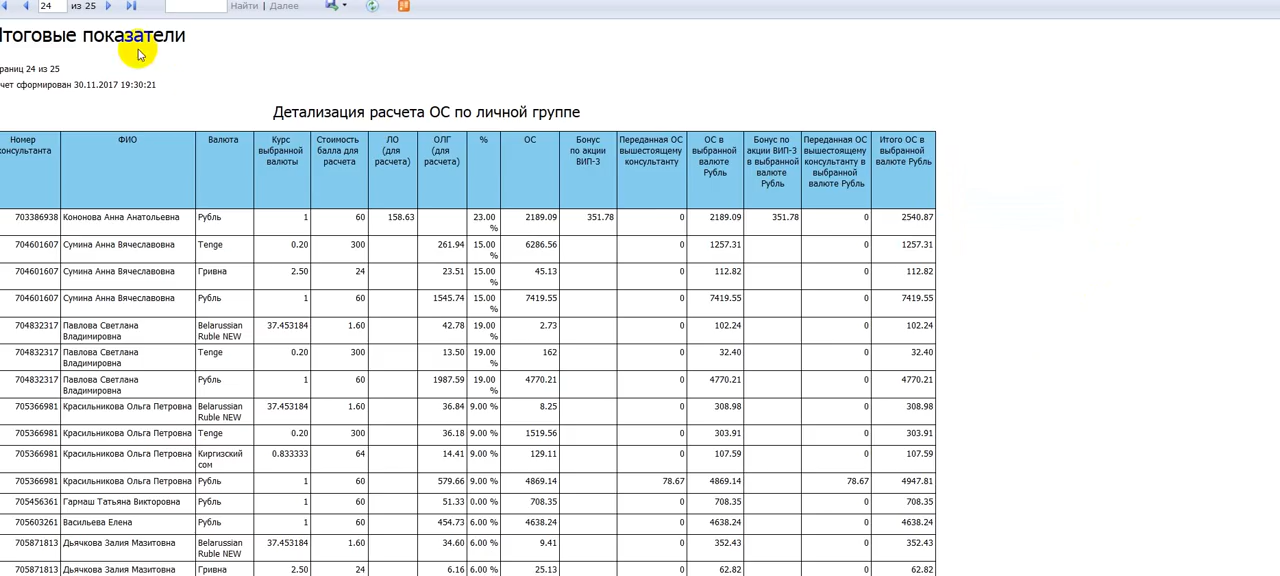 24 из 25 Найти | Далее
Итоговые показатели
раниц 24 из 25
чет сформирован 30.11.2017 19:30:21
Детализация расчета ОС по личной группе
Номер консультанта ФИО Валюта Курс выбранной валюты Стоимость балла для расчета ЛО (для расчета) ОЛГ (для расчета) % ОС Бонус по акции ВИП-3 Переданная ОС вышестоящему консультанту ОС в выбранной валюте Рубль Бонус по акции ВИП-3 в выбранной валюте Рубль Переданная ОС вышестоящему консультанту в выбранной валюте Рубль Итого ОС в выбранной валюте Рубль
703386938 Кононова Анна Анатольевна Рубль 1 60 158.63 23.00 % 2189.09 351.78 0 2189.09 351.78 0 2540.87
704601607 Сумина Анна Вячеславовна Tenge 0.20 300 261.94 15.00 % 6286.56 0 1257.31 0 1257.31
704601607 Сумина Анна Вячеславовна Гривна 2.50 24 23.51 15.00 % 45.13 0 112.82 0 112.82
704601607 Сумина Анна Вячеславовна Рубль 1 60 1545.74 15.00 % 7419.55 0 7419.55 0 7419.55
704832317 Павлова Светлана Владимировна Belarussian Ruble NEW 37.453184 1.60 42.78 19.00 % 2.73 0 102.24 0 102.24
704832317 Павлова Светлана Владимировна Tenge 0.20 300 13.50 19.00 % 162 0 32.40 0 32.40
704832317 Павлова Светлана Владимировна Рубль 1 60 1987.59 19.00 % 4770.21 0 4770.21 0 4770.21
705366981 Красильникова Ольга Петровна Belarussian Ruble NEW 37.453184 1.60 36.84 9.00 % 8.25 0 308.98 0 308.98
705366981 Красильникова Ольга Петровна Tenge 0.20 300 36.18 9.00 % 1519.56 0 303.91 0 303.91
705366981 Красильникова Ольга Петровна Киргизский сом 0.833333 64 14.41 9.00 % 129.11 0 107.59 0 107.59
705366981 Красильникова Ольга Петровна Рубль 1 60 579.66 9.00 % 4869.14 78.67 4869.14 78.67 4947.81
705456361 Гармаш Татьяна Викторовна Рубль 1 60 51.33 0.00 % 708.35 0 708.35 0 708.35
705603261 Васильева Елена Рубль 1 60 454.73 6.00 % 4638.24 0 4638.24 0 4638.24
705871813 Дьячкова Залия Мазитовна Belarussian Ruble NEW 37.453184 1.60 34.60 6.00 % 9.41 0 352.43 0 352.43
705871813 Дьячкова Залия Мазитовна Гривна 2.50 24 6.16 6.00 % 25.13 0 62.82 0 62.82